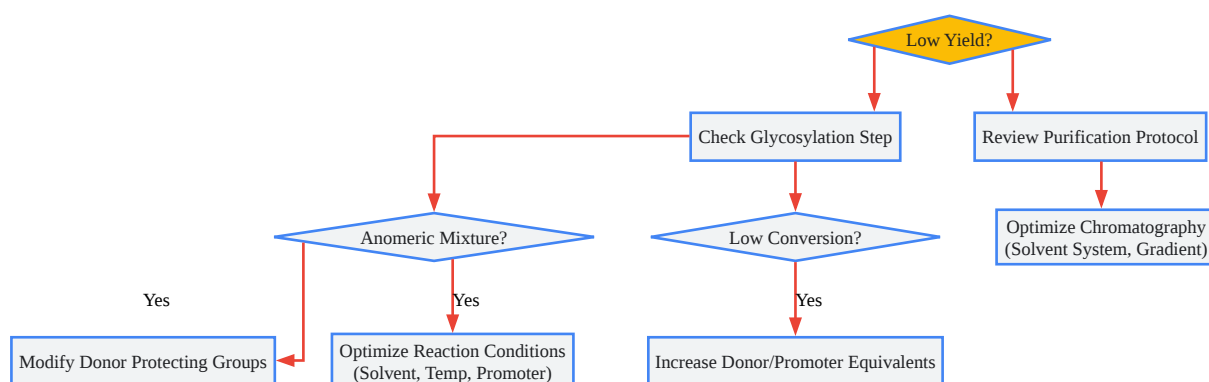 Low Yield?
Check Glycosylation Step
Review Purification Protocol
Anomeric Mixture?
Low Conversion?
Optimize Chromatography
(Solvent System, Gradient)
Yes
Yes
Yes
Modify Donor Protecting Groups
Optimize Reaction Conditions
(Solvent, Temp, Promoter)
Increase Donor/Promoter Equivalents